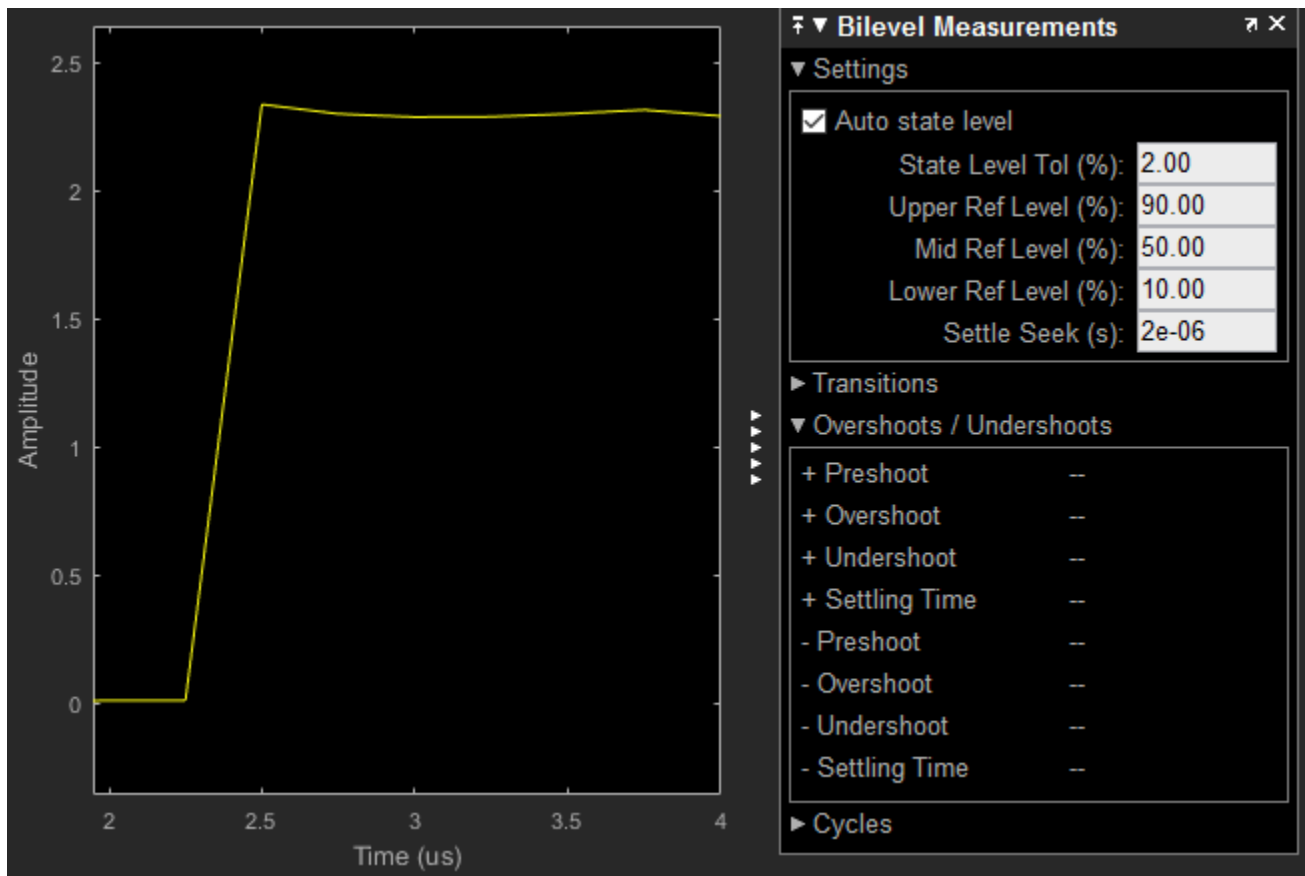 2.5
2
1.5
1
0.5
0
Amplitude
2
2.5
3
3.5
4
Time (us)
Bilevel Measurements
Settings
Auto state level
State Level Tol (%): 2.00
Upper Ref Level (%): 90.00
Mid Ref Level (%): 50.00
Lower Ref Level (%): 10.00
Settle Seek (s): 2e-06
Transitions
Overshoots / Undershoots
+ Preshoot --
+ Overshoot --
+ Undershoot --
+ Settling Time --
- Preshoot --
- Overshoot --
- Undershoot --
- Settling Time --
Cycles